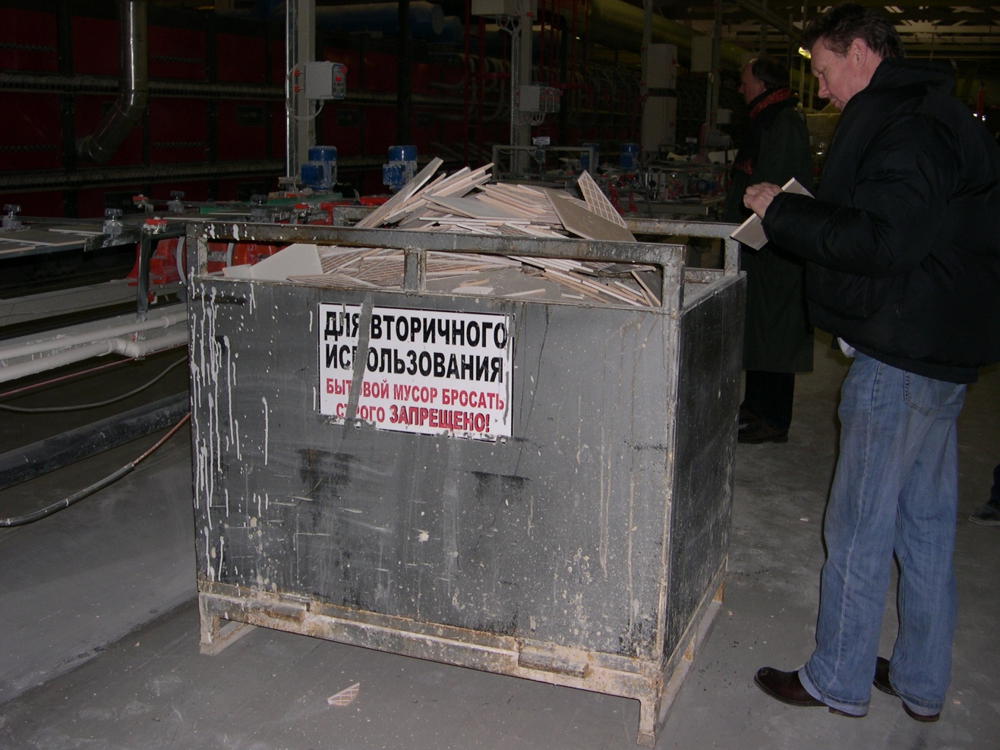 ДЛЯ ВТОРИЧНОГО
ИСПОЛЬЗОВАНИЯ
БЫТОВОЙ МУСОР БРОСАТЬ
СТРОГО ЗАПРЕЩЕНО!